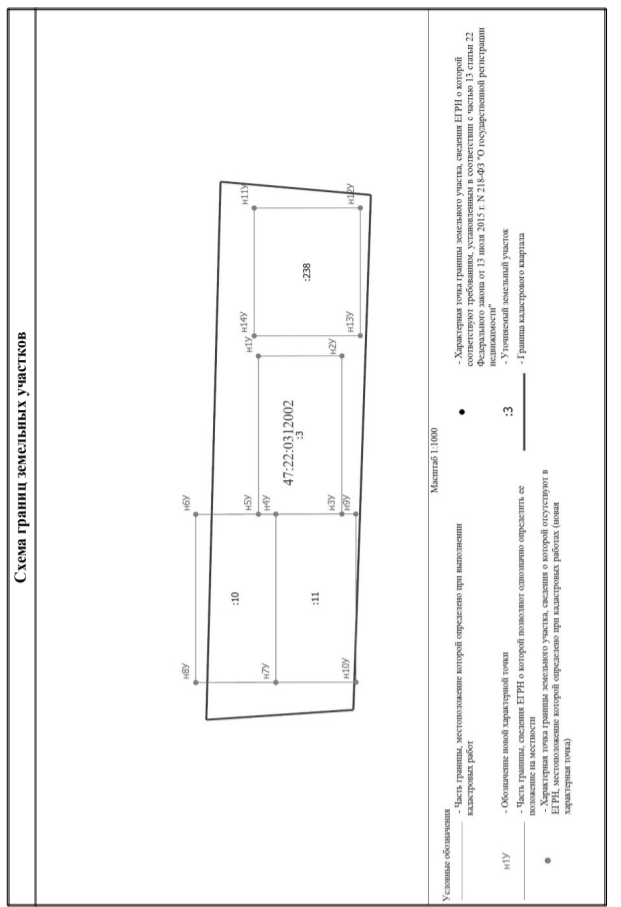 Схема границ земельных участков
н8У
н6У
:10
н5У
н4У
н7У
:11
н3У
н9У
н10У
47:22:0312002
:3
н1У
н2У
н14У
н11У
:238
н13У
н12У
Масштаб 1:1000
Условные обозначения
- Часть границы, местоположение которой определено при выполнении
кадастровых работ
н1У
- Обозначение новой характерной точки
- Часть границы, сведения ЕГРН о которой позволяют однозначно определить ее
положение на местности
- Характерная точка границы земельного участка, сведения о которой отсутствуют в
ЕГРН, местоположение которой определено при кадастровых работах (новая
характерная точка)
- Характерная точка границы земельного участка, сведения ЕГРН о которой
соответствуют требованиям, установленным в соответствии с частью 13 статьи 22
Федерального закона от 13 июля 2015 г. N 218-ФЗ "О государственной регистрации
недвижимости"
:3
- Уточняемый земельный участок
- Граница кадастрового квартала